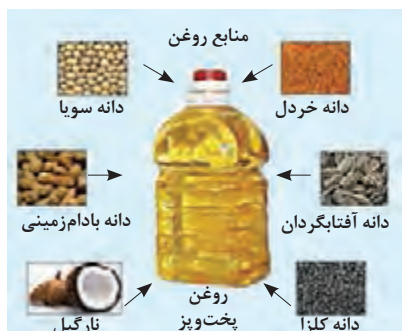 منابع روغن
دانه خردل
دانه سویا
دانه آفتابگردان
دانه بادام‌زمینی
دانه کلزا
روغن
پخت‌وپز
نارگیل